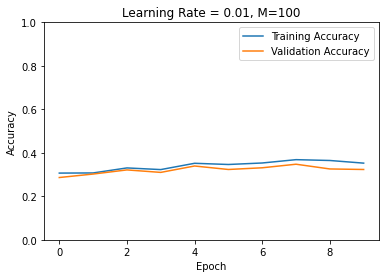 Learning Rate = 0.01, M=100
Training Accuracy
Validation Accuracy
Accuracy
1.0
0.8
0.6
0.4
0.2
0.0
0 2 4 6 8
Epoch